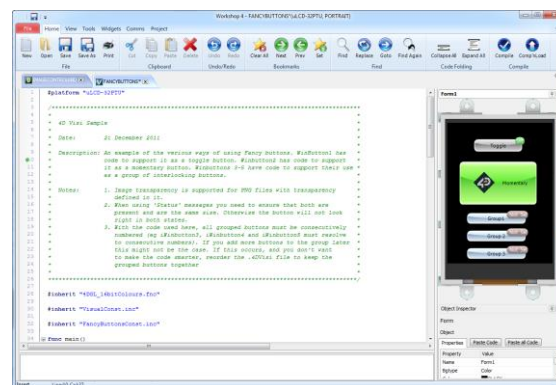 Workshop 4 - FANCYBUTTONS*(uLCD-32PTU, PORTRAIT)
File Home View Tools Widgets Comms Project
New Open Save Save As Print Cut Copy Paste Delete Undo Redo Clear All Next Prev Set Find Replace Goto Find Again Collapse All Expand All Compile CompileLoad
File Clipboard Undo/Redo Bookmarks Find Code Folding Compile
FANCYBUTTONS*
#platform "uLCD-32PTU"
4D Visi Sample
Date: 2: December 2011
Description: An example of the various ways of using Fancy buttons. WinButton1 has
code to support it as a toggle button. Winbutton2 has code to support
it as a momentary button. Winbuttons 3-5 have code to support their use
as a group of interlocking buttons.
Notes: 1. Image transparency is supported for PNG files with transparency
defined in it.
2. When using 'Status' messages you need to ensure that both are
present and are the same size. Otherwise the button will not look
right in both states.
3. With the code used here, all grouped buttons must be consecutively
numbered (eg iWinButton3, iWinButton4 and iWinButton5 must resolve
to consecutive numbers). If you add more buttons to the group later
this might not be the case. If this occurs, and you don't want
to make the code smarter, reorder the .4DVisi file to keep the
grouped buttons together
#inherit "4DGL_16bitColours.fnc"
#inherit "VisualConst.inc"
#inherit "FancyButtonsConst.inc"
func main()
Form1
Toggle
Momentary
Group1
Group 2
Group 3
Object Inspector
Form
Object
Properties Paste Code Paste all Code
Property Value
Name Form1
Bgtype Color